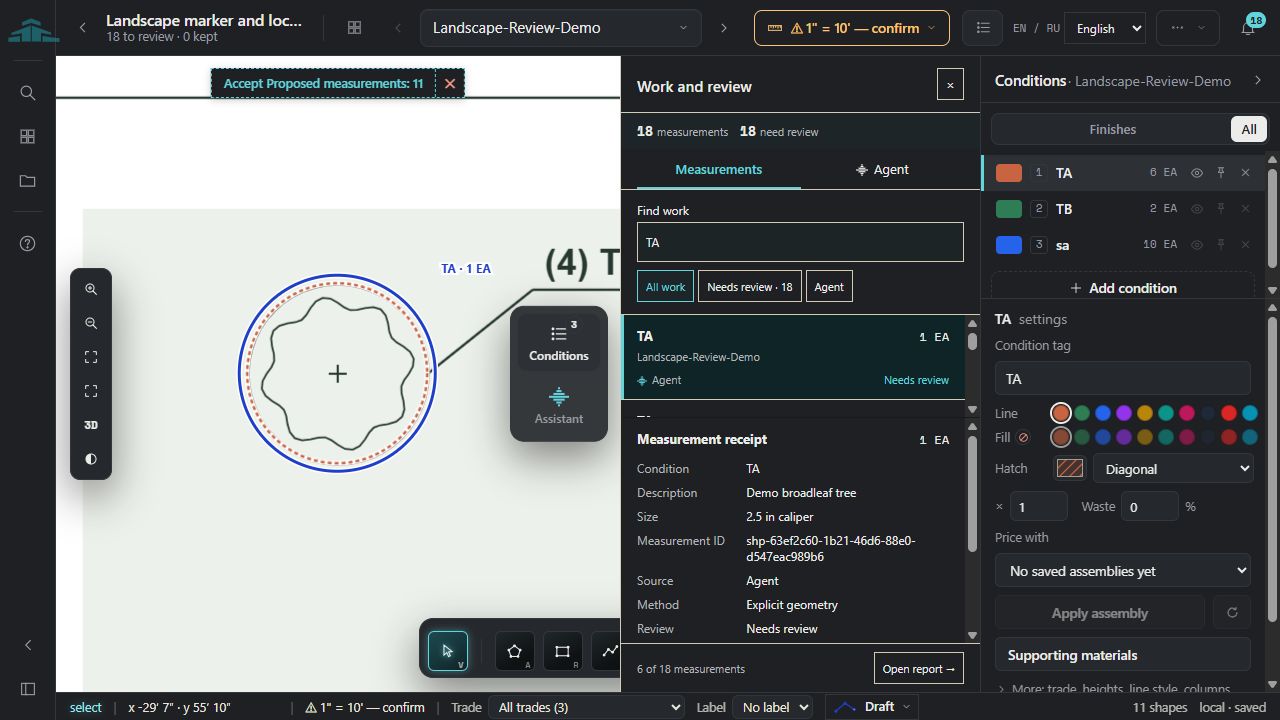 Landscape marker and loc...
18 to review · 0 kept
Landscape-Review-Demo
⚠ 1" = 10' — confirm
EN / RU
English
18
Accept Proposed measurements: 11
(4) T
TA · 1 EA
3
Conditions
Assistant
3D
V
A
R
Work and review
18 measurements 18 need review
Measurements
Agent
Find work
TA
All work
Needs review · 18
Agent
TA 1 EA
Landscape-Review-Demo
Agent Needs review
Measurement receipt 1 EA
Condition TA
Description Demo broadleaf tree
Size 2.5 in caliper
Measurement ID shp-63ef2c60-1b21-46d6-88e0-
d547eac989b6
Source Agent
Method Explicit geometry
Review Needs review
6 of 18 measurements
Open report →
Conditions · Landscape-Review-Demo
Finishes
All
1 TA 6 EA
2 TB 2 EA
3 sa 10 EA
+ Add condition
TA settings
Condition tag
TA
Line
Fill
Hatch Diagonal
× 1 Waste 0 %
Price with
No saved assemblies yet
Apply assembly
Supporting materials
More: trade, heights, line style, columns
select
x -29' 7" · y 55' 10"
⚠ 1" = 10' — confirm
Trade All trades (3)
Label No label
Draft
11 shapes local · saved